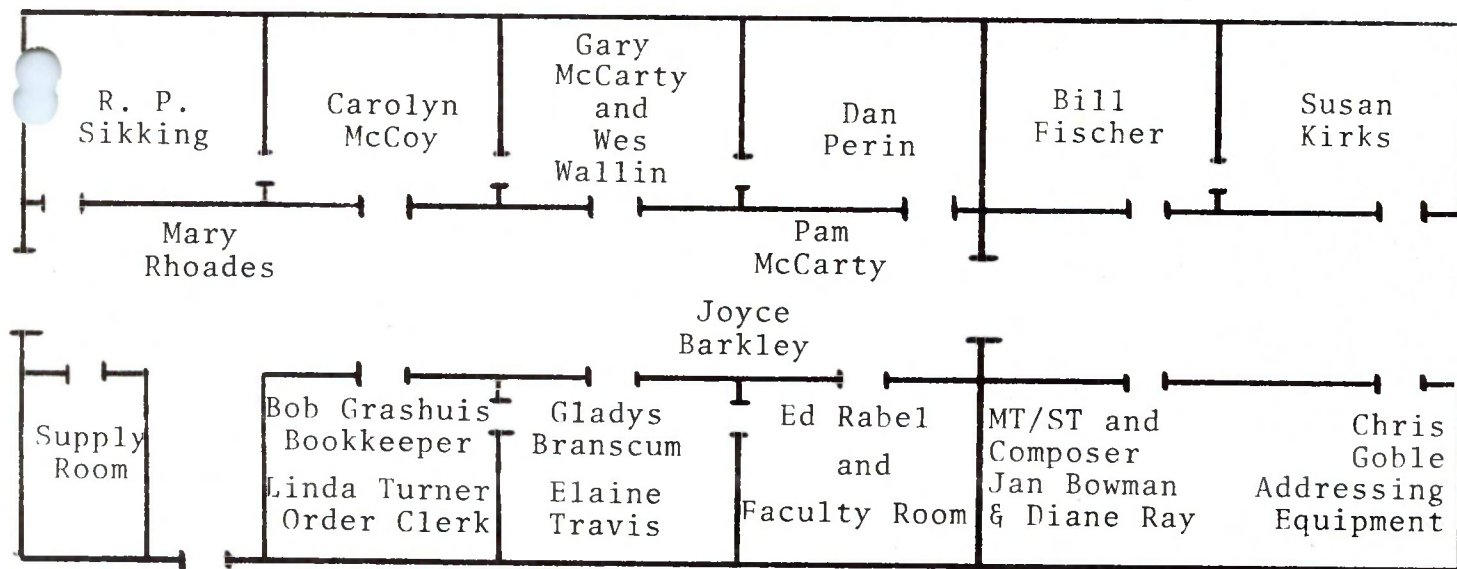 R. P.
Sikking
Carolyn
McCoy
Gary
McCarty
and
Wes
Wallin
Dan
Perin
Bill
Fischer
Susan
Kirks
Mary
Rhoades
Pam
McCarty
Joyce
Barkley
Supply
Room
Bob Grashuis
Bookkeeper
Linda Turner
Order Clerk
Gladys
Branscum
Elaine
Travis
Ed Rabel
and
Faculty Room
MT/ST and
Composer
Jan Bowman
& Diane Ray
Chris
Goble
Addressing
Equipment